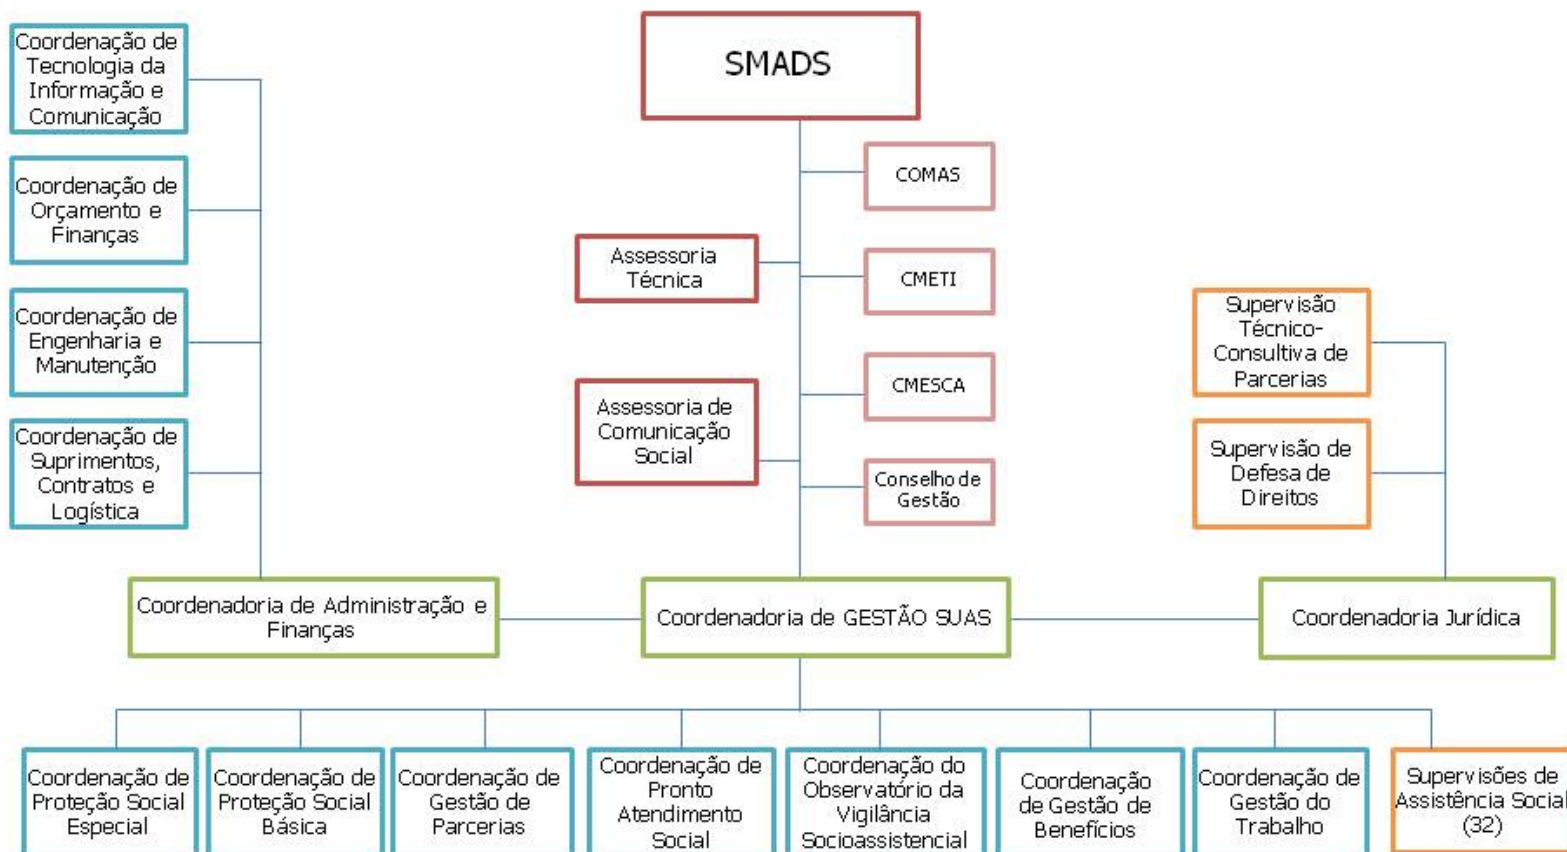 SMADS
Coordenação de
Tecnologia da
Informação e
Comunicação
Coordenação de
Orçamento e
Finanças
Coordenação de
Engenharia e
Manutenção
Coordenação de
Suprimentos,
Contratos e
Logística
Assessoria
Técnica
Assessoria de
Comunicação
Social
COMAS
CMETI
CMESCA
Conselho de
Gestão
Supervisão
Técnico-
Consultiva de
Parcerias
Supervisão de
Defesa de
Direitos
Coordenadoria de Administração e
Finanças
Coordenadoria de GESTÃO SUAS
Coordenadoria Jurídica
Coordenação de
Proteção Social
Especial
Coordenação de
Proteção Social
Básica
Coordenação de
Gestão de
Parcerias
Coordenação de
Pronto
Atendimento
Social
Coordenação do
Observatório da
Vigilância
Socioassistencial
Coordenação
de Gestão de
Benefícios
Coordenação de
Gestão do
Trabalho
Supervisões de
Assistência Social
(32)